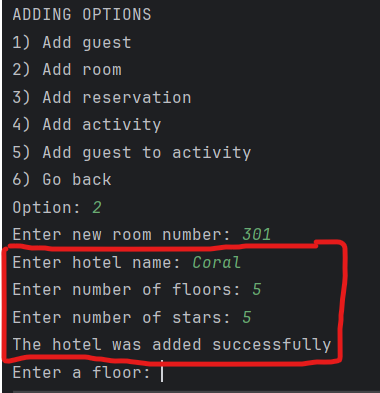 ADDING OPTIONS
1) Add guest
2) Add room
3) Add reservation
4) Add activity
5) Add guest to activity
6) Go back
Option: 2
Enter new room number: 301
Enter hotel name: Coral
Enter number of floors: 5
Enter number of stars: 5
The hotel was added successfully
Enter a floor: